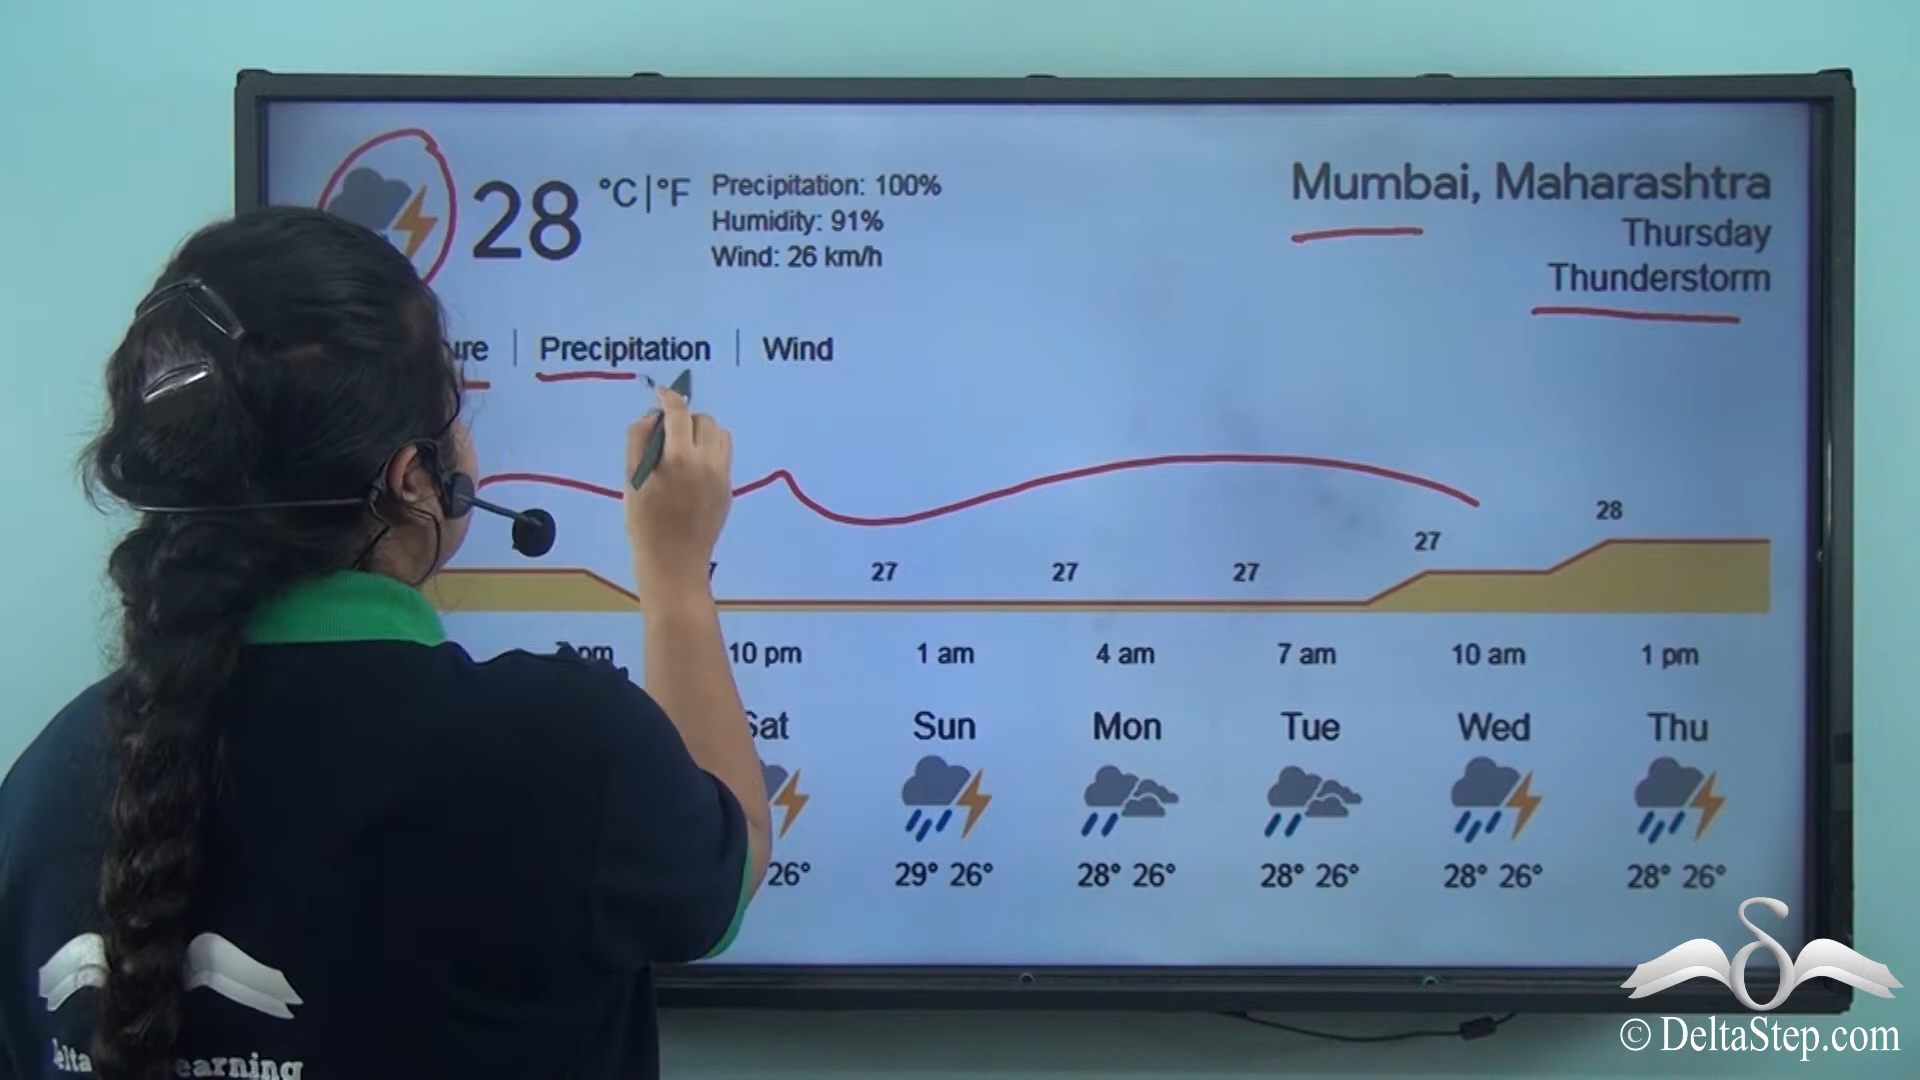 28 °C|°F
Precipitation: 100%
Humidity: 91%
Wind: 26 km/h
Mumbai, Maharashtra
Thursday
Thunderstorm
Precipitation | Wind
27 27 27 27 28
10 pm 1 am 4 am 7 am 10 am 1 pm
Sat Sun Mon Tue Wed Thu
26° 29° 26° 28° 26° 28° 26° 28° 26° 28° 26°
© DeltaStep.com